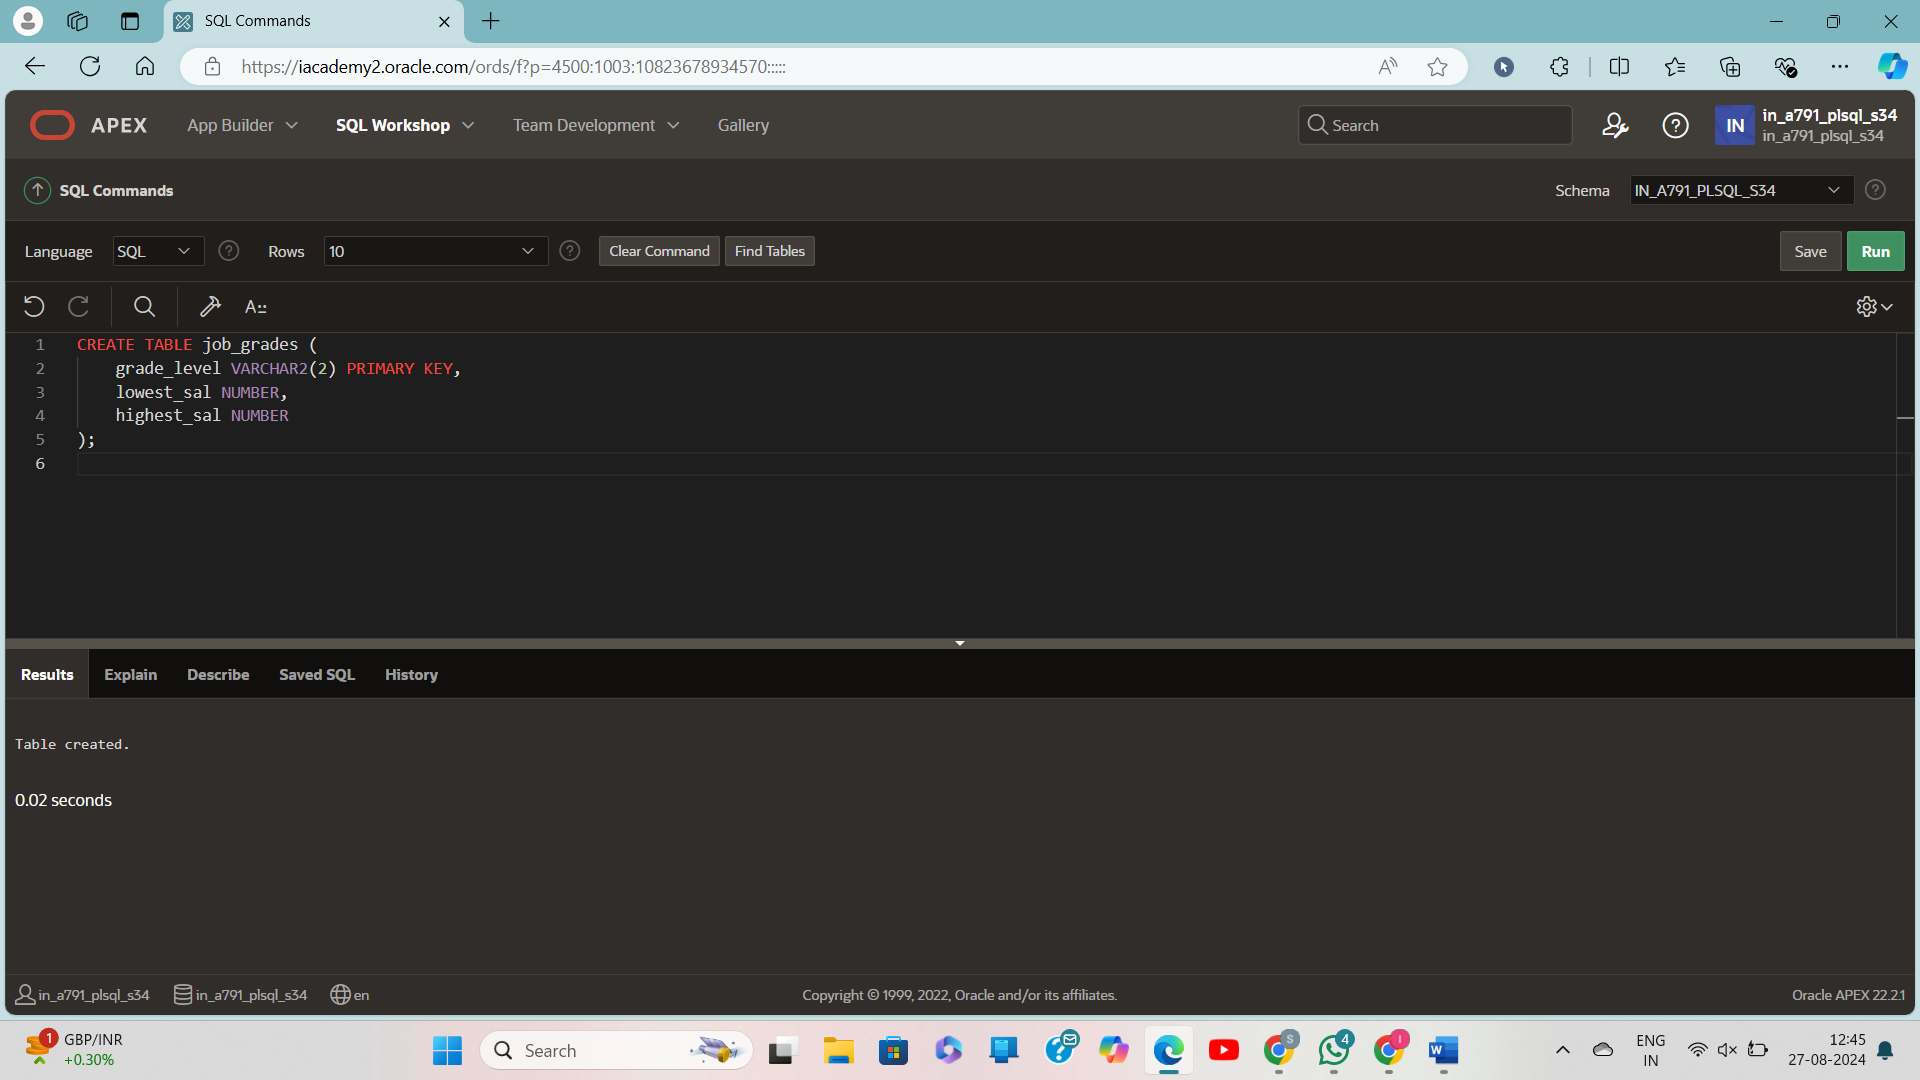 SQL Commands
https://iacademy2.oracle.com/ords/f?p=4500:1003:10823678934570:::::
APEX App Builder SQL Workshop Team Development Gallery Search IN in_a791_plsql_s34
in_a791_plsql_s34
SQL Commands Schema IN_A791_PLSQL_S34
Language SQL Rows 10 Clear Command Find Tables Save Run
A::
1 CREATE TABLE job_grades (
2 grade_level VARCHAR2(2) PRIMARY KEY,
3 lowest_sal NUMBER,
4 highest_sal NUMBER
5 );
6
Results Explain Describe Saved SQL History
Table created.
0.02 seconds
in_a791_plsql_s34 in_a791_plsql_s34 en Copyright © 1999, 2022, Oracle and/or its affiliates. Oracle APEX 22.2.1
1 GBP/INR
+0.30%
Search
S
4
I
W
ENG
IN
12:45
27-08-2024